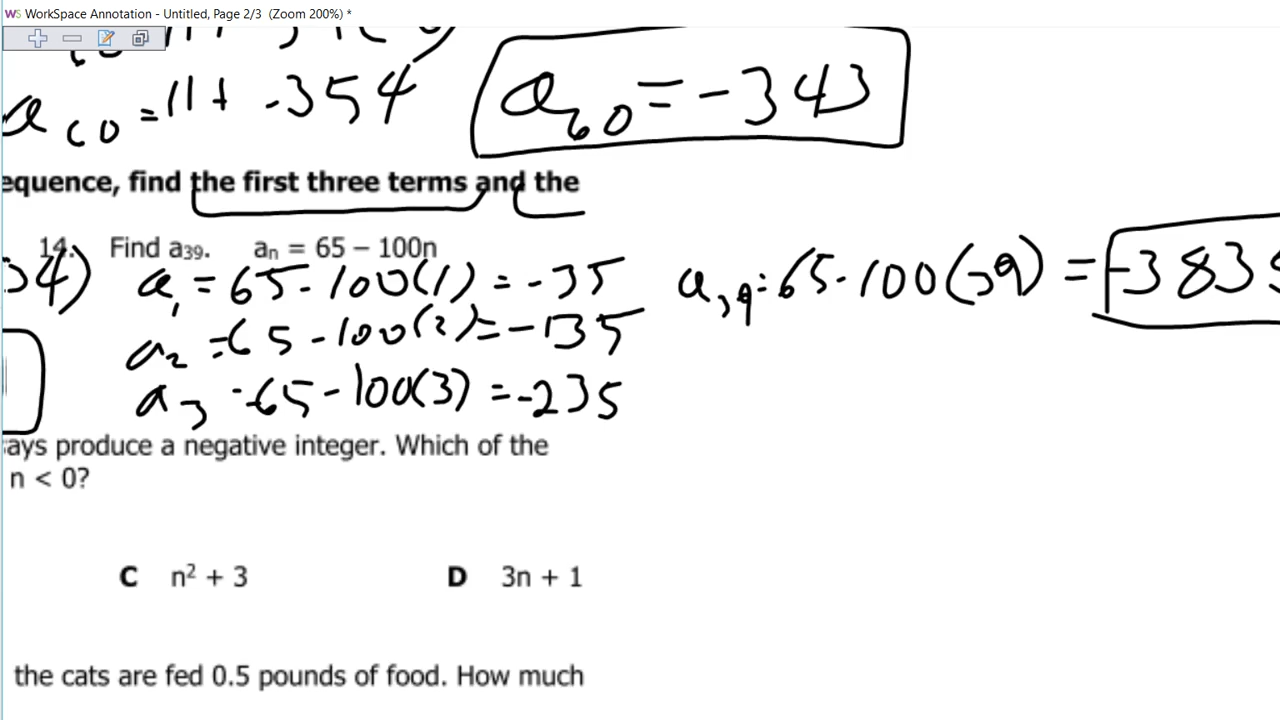 WS WorkSpace Annotation - Untitled, Page 2/3 (Zoom 200%) *
a60 = 11 + -354
a60 = -343
equence, find the first three terms and the
14. Find a39. an = 65 – 100n
34)
a1 = 65 - 100(1) = -35
a39 = 65 - 100(39) = -3835
a2 = 65 - 100(2) = -135
a3 = 65 - 100(3) = -235
ays produce a negative integer. Which of the
n < 0?
C n² + 3
D 3n + 1
the cats are fed 0.5 pounds of food. How much